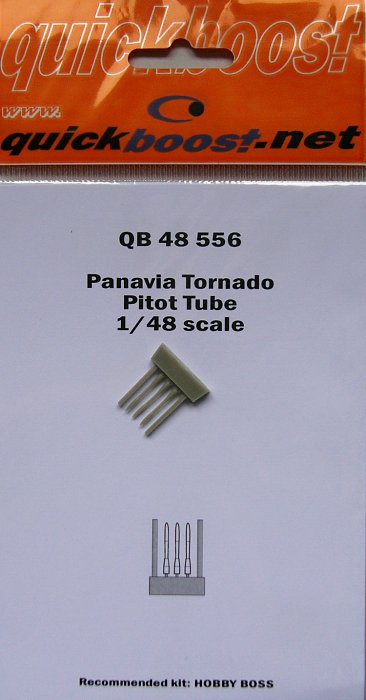 quickboost
www.
quickboost.net
QB 48 556
Panavia Tornado
Pitot Tube
1/48 scale
Recommended kit: HOBBY BOSS